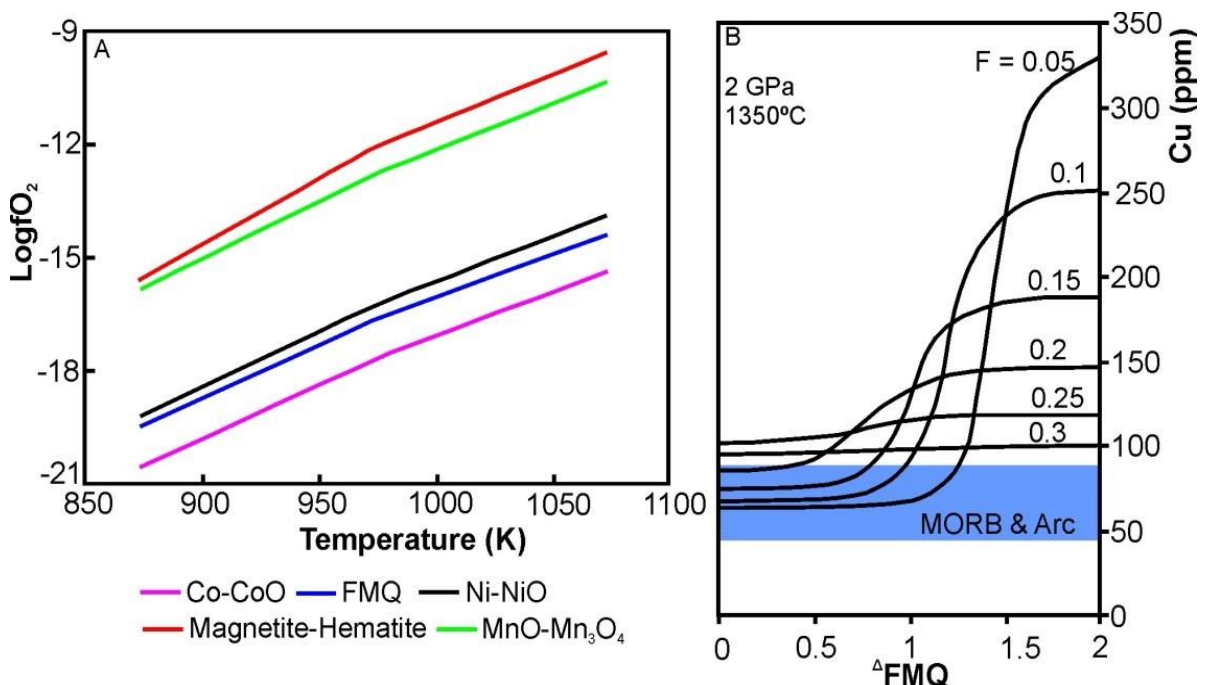 A
-9
-12
-15
-18
-21
LogfO₂
850 900 950 1000 1050 1100
Temperature (K)
Co-CoO FMQ Ni-NiO
Magnetite-Hematite MnO-Mn₃O₄
B
2 GPa
1350ºC
F = 0.05
0.1
0.15
0.2
0.25
0.3
MORB & Arc
350
300
250
200
150
100
50
0
Cu (ppm)
0 0.5 1 1.5 2
ΔFMQ